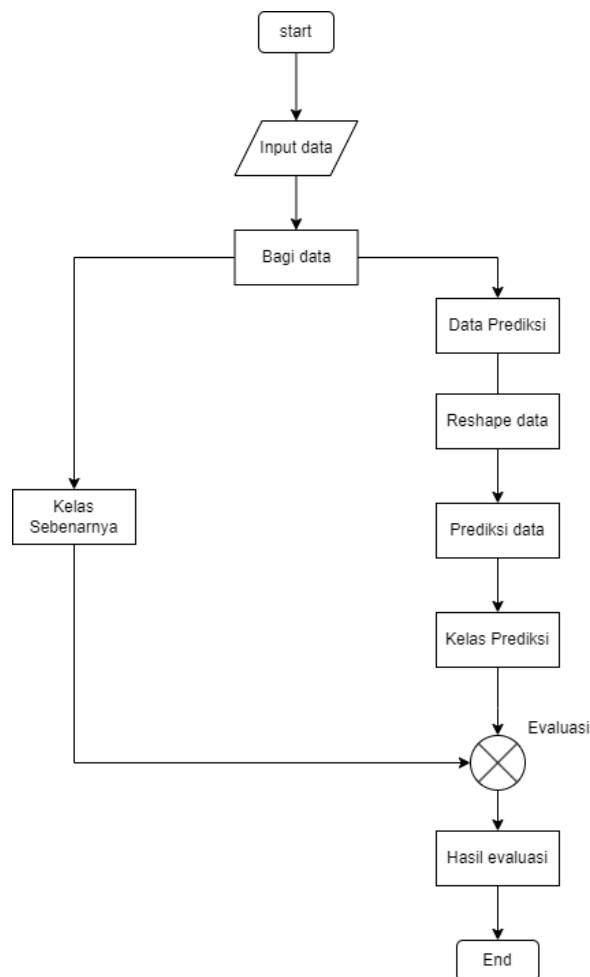 start
Input data
Bagi data
Data Prediksi
Reshape data
Kelas
Sebenarnya
Prediksi data
Kelas Prediksi
Evaluasi
Hasil evaluasi
End